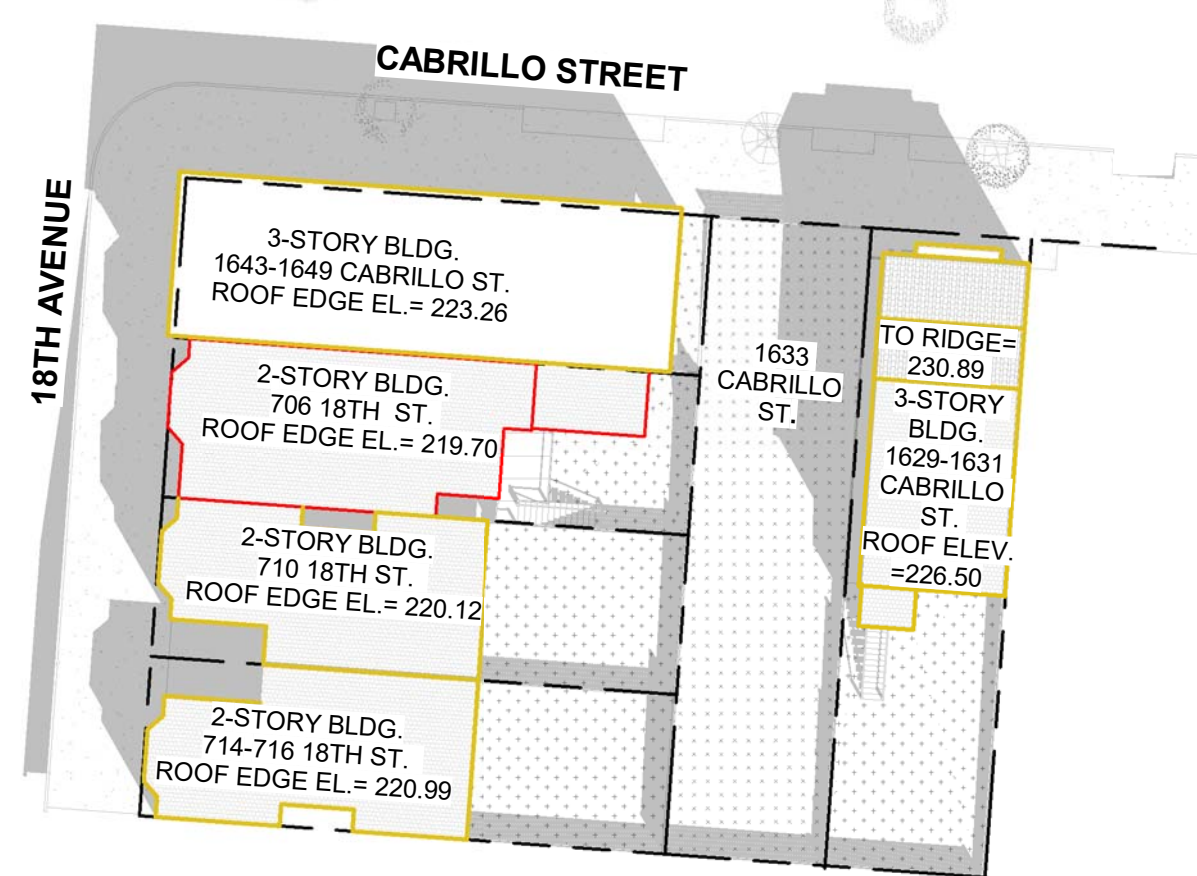 CABRILLO STREET
18TH AVENUE
3-STORY BLDG.
1643-1649 CABRILLO ST.
ROOF EDGE EL.= 223.26
2-STORY BLDG.
706 18TH ST.
ROOF EDGE EL.= 219.70
2-STORY BLDG.
710 18TH ST.
ROOF EDGE EL.= 220.12
2-STORY BLDG.
714-716 18TH ST.
ROOF EDGE EL.= 220.99
1633
CABRILLO
ST.
TO RIDGE=
230.89
3-STORY
BLDG.
1629-1631
CABRILLO
ST.
ROOF ELEV.
=226.50